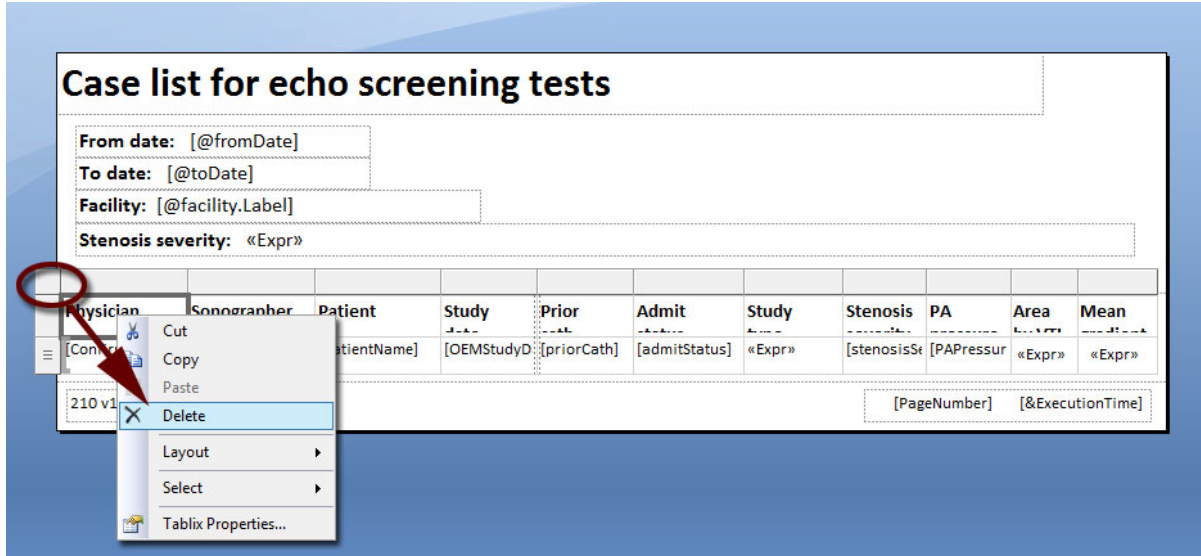 Case list for echo screening tests
From date: [@fromDate]
To date: [@toDate]
Facility: [@facility.Label]
Stenosis severity: «Expr»
Physician Sonographer Patient Study Prior Admit Study Stenosis PA Area Mean
atientName] [OEMStudyD [priorCath] [admitStatus] «Expr» [stenosisSe [PAPressur «Expr» «Expr»
210 v1 [PageNumber] [&ExecutionTime]
Cut
Copy
Paste
Delete
Layout
Select
Tablix Properties...